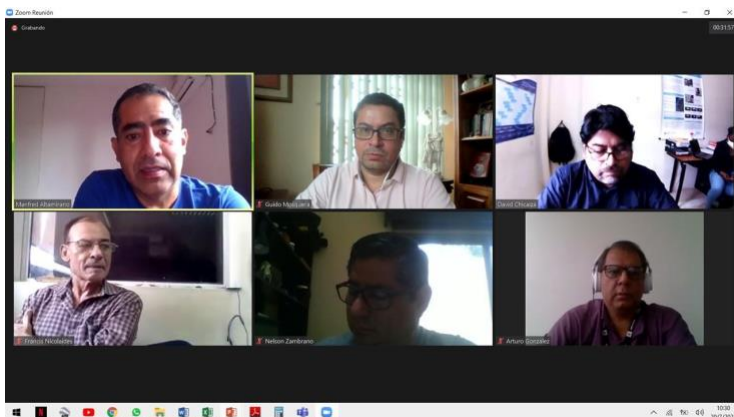 Zoom Reunión
Grabando
00:31:57
Manfred Altamirano
Guido Mosquera
David Chicaiza
Francis Nicolaides
Nelson Zambrano
Arturo Gonzalez
10:30